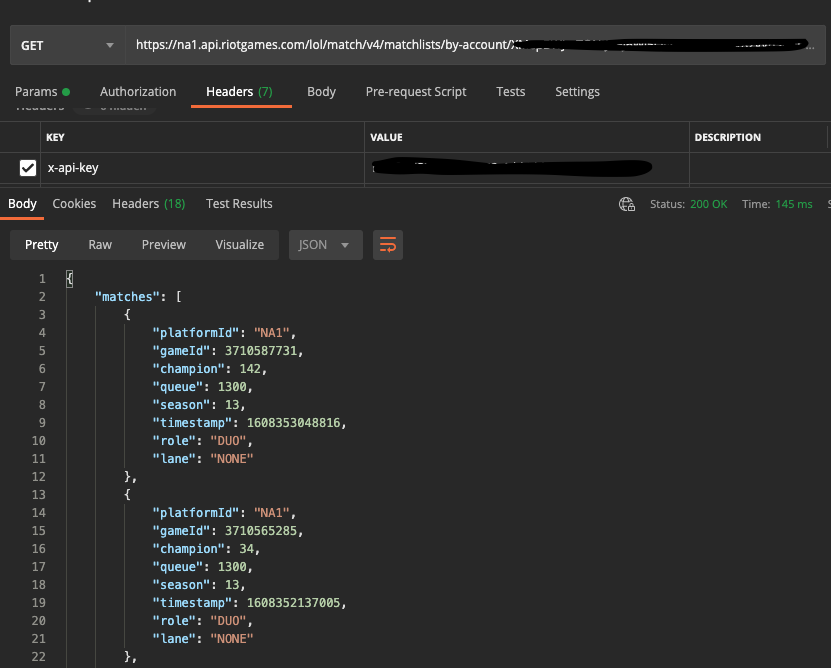 GET https://na1.api.riotgames.com/lol/match/v4/matchlists/by-account/
Params Authorization Headers (7) Body Pre-request Script Tests Settings
KEY VALUE DESCRIPTION
x-api-key
Body Cookies Headers (18) Test Results Status: 200 OK Time: 145 ms
Pretty Raw Preview Visualize JSON
1 {
2 "matches": [
3 {
4 "platformId": "NA1",
5 "gameId": 3710587731,
6 "champion": 142,
7 "queue": 1300,
8 "season": 13,
9 "timestamp": 1608353048816,
10 "role": "DUO",
11 "lane": "NONE"
12 },
13 {
14 "platformId": "NA1",
15 "gameId": 3710565285,
16 "champion": 34,
17 "queue": 1300,
18 "season": 13,
19 "timestamp": 1608352137005,
20 "role": "DUO",
21 "lane": "NONE"
22 },